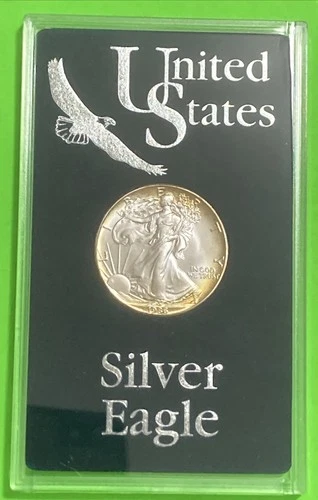 United
States
LIBERTY
IN GOD
WE TRUST
Silver
Eagle